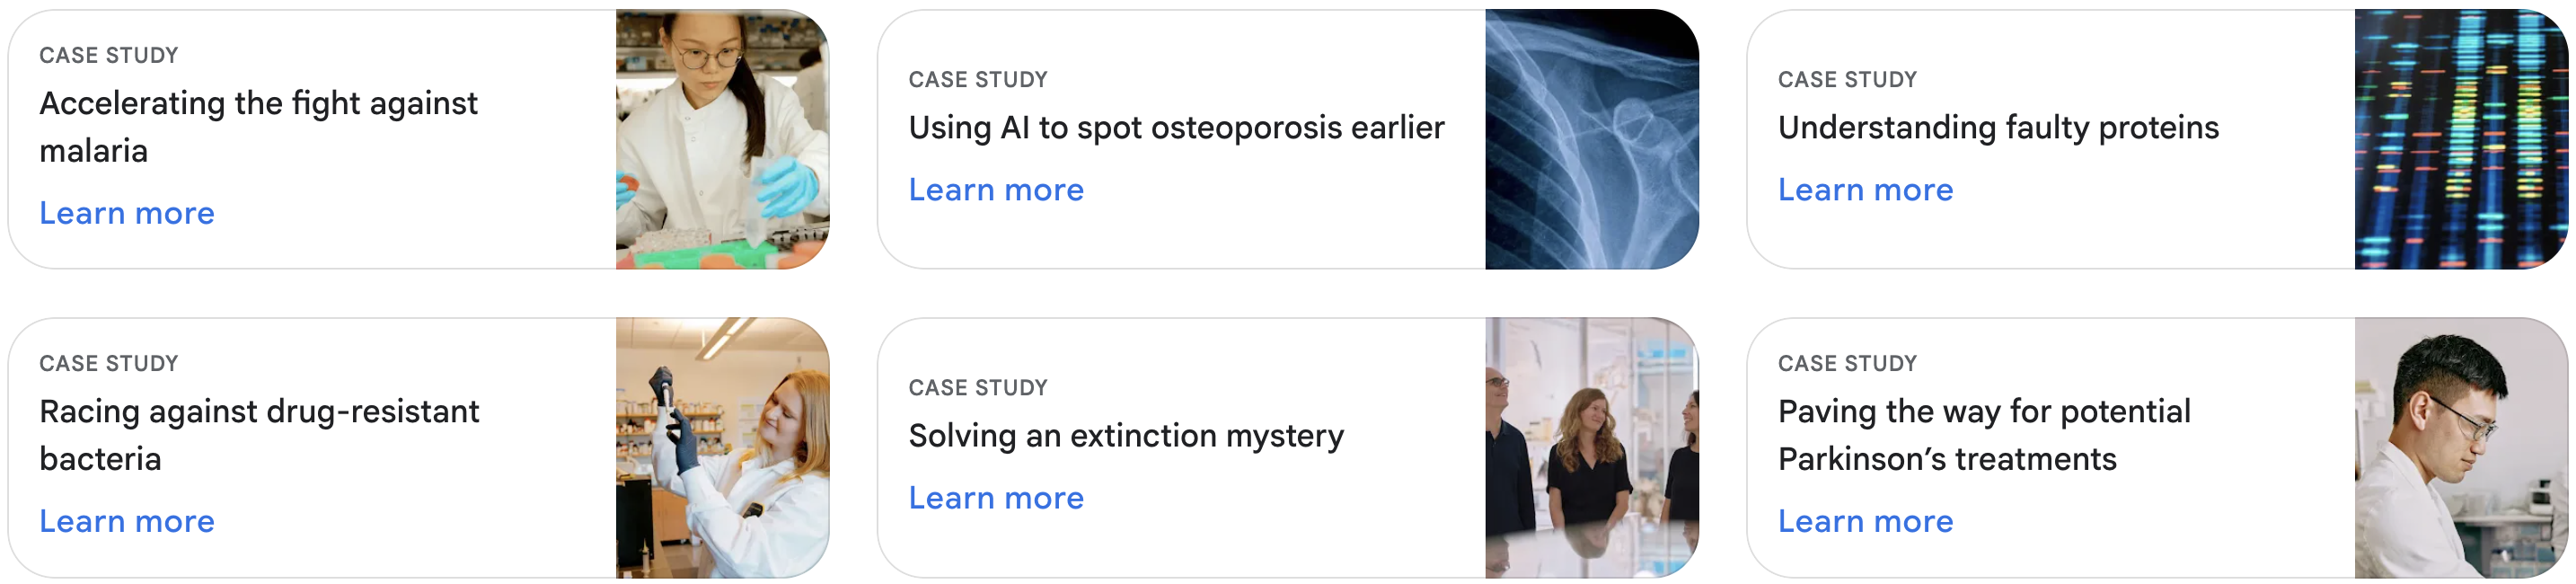 CASE STUDY
Accelerating the fight against
malaria
Learn more
CASE STUDY
Using AI to spot osteoporosis earlier
Learn more
CASE STUDY
Understanding faulty proteins
Learn more
CASE STUDY
Racing against drug-resistant
bacteria
Learn more
CASE STUDY
Solving an extinction mystery
Learn more
CASE STUDY
Paving the way for potential
Parkinson’s treatments
Learn more